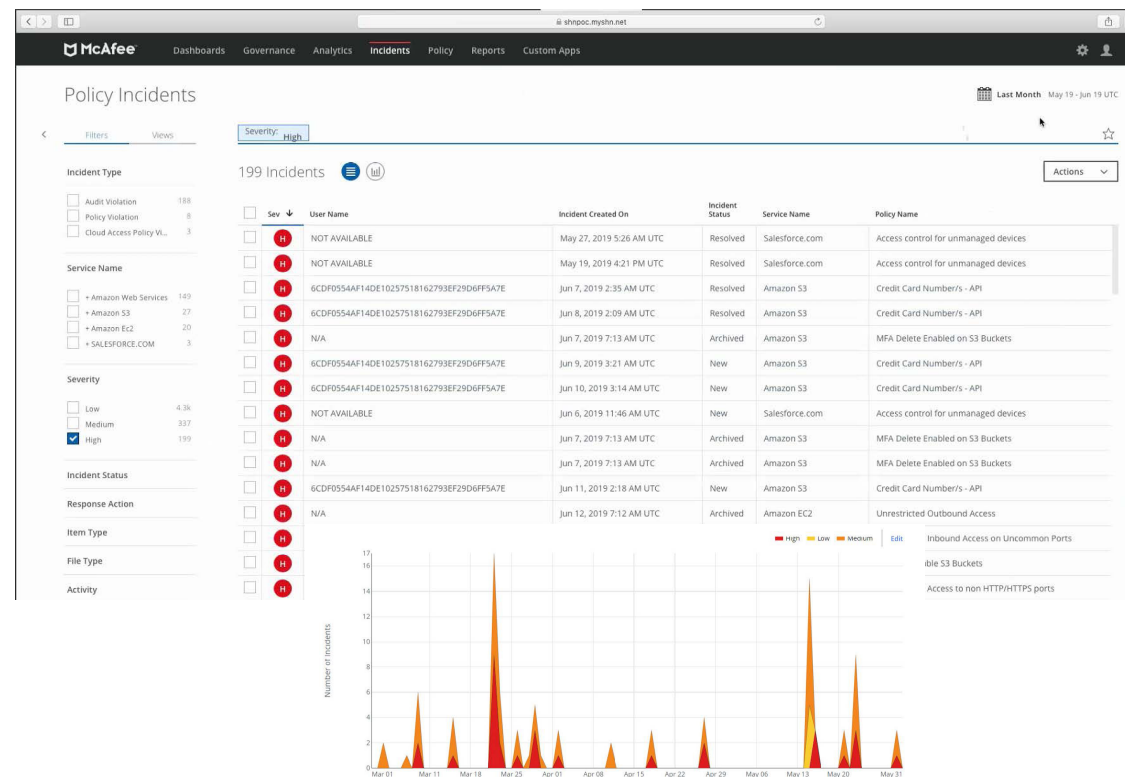 shnpoc.myshn.net
McAfee Dashboards Governance Analytics Incidents Policy Reports Custom Apps
Policy Incidents
Last Month May 19 - Jun 19 UTC
Filters Views
Severity: High
199 Incidents
Actions
Incident Type
Audit Violation 188
Policy Violation 8
Cloud Access Policy Vi... 3
Service Name
+ Amazon Web Services 149
+ Amazon S3 27
+ Amazon Ec2 20
+ SALESFORCE.COM 3
Severity
Low 4.3k
Medium 337
High 199
Incident Status
Response Action
Item Type
File Type
Activity
Sev User Name Incident Created On Incident Status Service Name Policy Name
H NOT AVAILABLE May 27, 2019 5:26 AM UTC Resolved Salesforce.com Access control for unmanaged devices
H NOT AVAILABLE May 19, 2019 4:21 PM UTC Resolved Salesforce.com Access control for unmanaged devices
H 6CDF0554AF14DE10257518162793EF29D6FF5A7E Jun 7, 2019 2:35 AM UTC Resolved Amazon S3 Credit Card Number/s - API
H 6CDF0554AF14DE10257518162793EF29D6FF5A7E Jun 8, 2019 2:09 AM UTC Resolved Amazon S3 Credit Card Number/s - API
H N/A Jun 7, 2019 7:13 AM UTC Archived Amazon S3 MFA Delete Enabled on S3 Buckets
H 6CDF0554AF14DE10257518162793EF29D6FF5A7E Jun 9, 2019 3:21 AM UTC New Amazon S3 Credit Card Number/s - API
H 6CDF0554AF14DE10257518162793EF29D6FF5A7E Jun 10, 2019 3:14 AM UTC New Amazon S3 Credit Card Number/s - API
H NOT AVAILABLE Jun 6, 2019 11:46 AM UTC New Salesforce.com Access control for unmanaged devices
H N/A Jun 7, 2019 7:13 AM UTC Archived Amazon S3 MFA Delete Enabled on S3 Buckets
H N/A Jun 7, 2019 7:13 AM UTC Archived Amazon S3 MFA Delete Enabled on S3 Buckets
H 6CDF0554AF14DE10257518162793EF29D6FF5A7E Jun 11, 2019 2:18 AM UTC New Amazon S3 Credit Card Number/s - API
H N/A Jun 12, 2019 7:12 AM UTC Archived Amazon EC2 Unrestricted Outbound Access
H Inbound Access on Uncommon Ports
H ble S3 Buckets
H Access to non HTTP/HTTPS ports
High Low Medium Edit
Number of Incidents
17
16
14
12
10
8
6
4
2
0
Mar 01 Mar 11 Mar 18 Mar 25 Apr 01 Apr 08 Apr 15 Apr 22 Apr 29 May 06 May 13 May 20 May 31